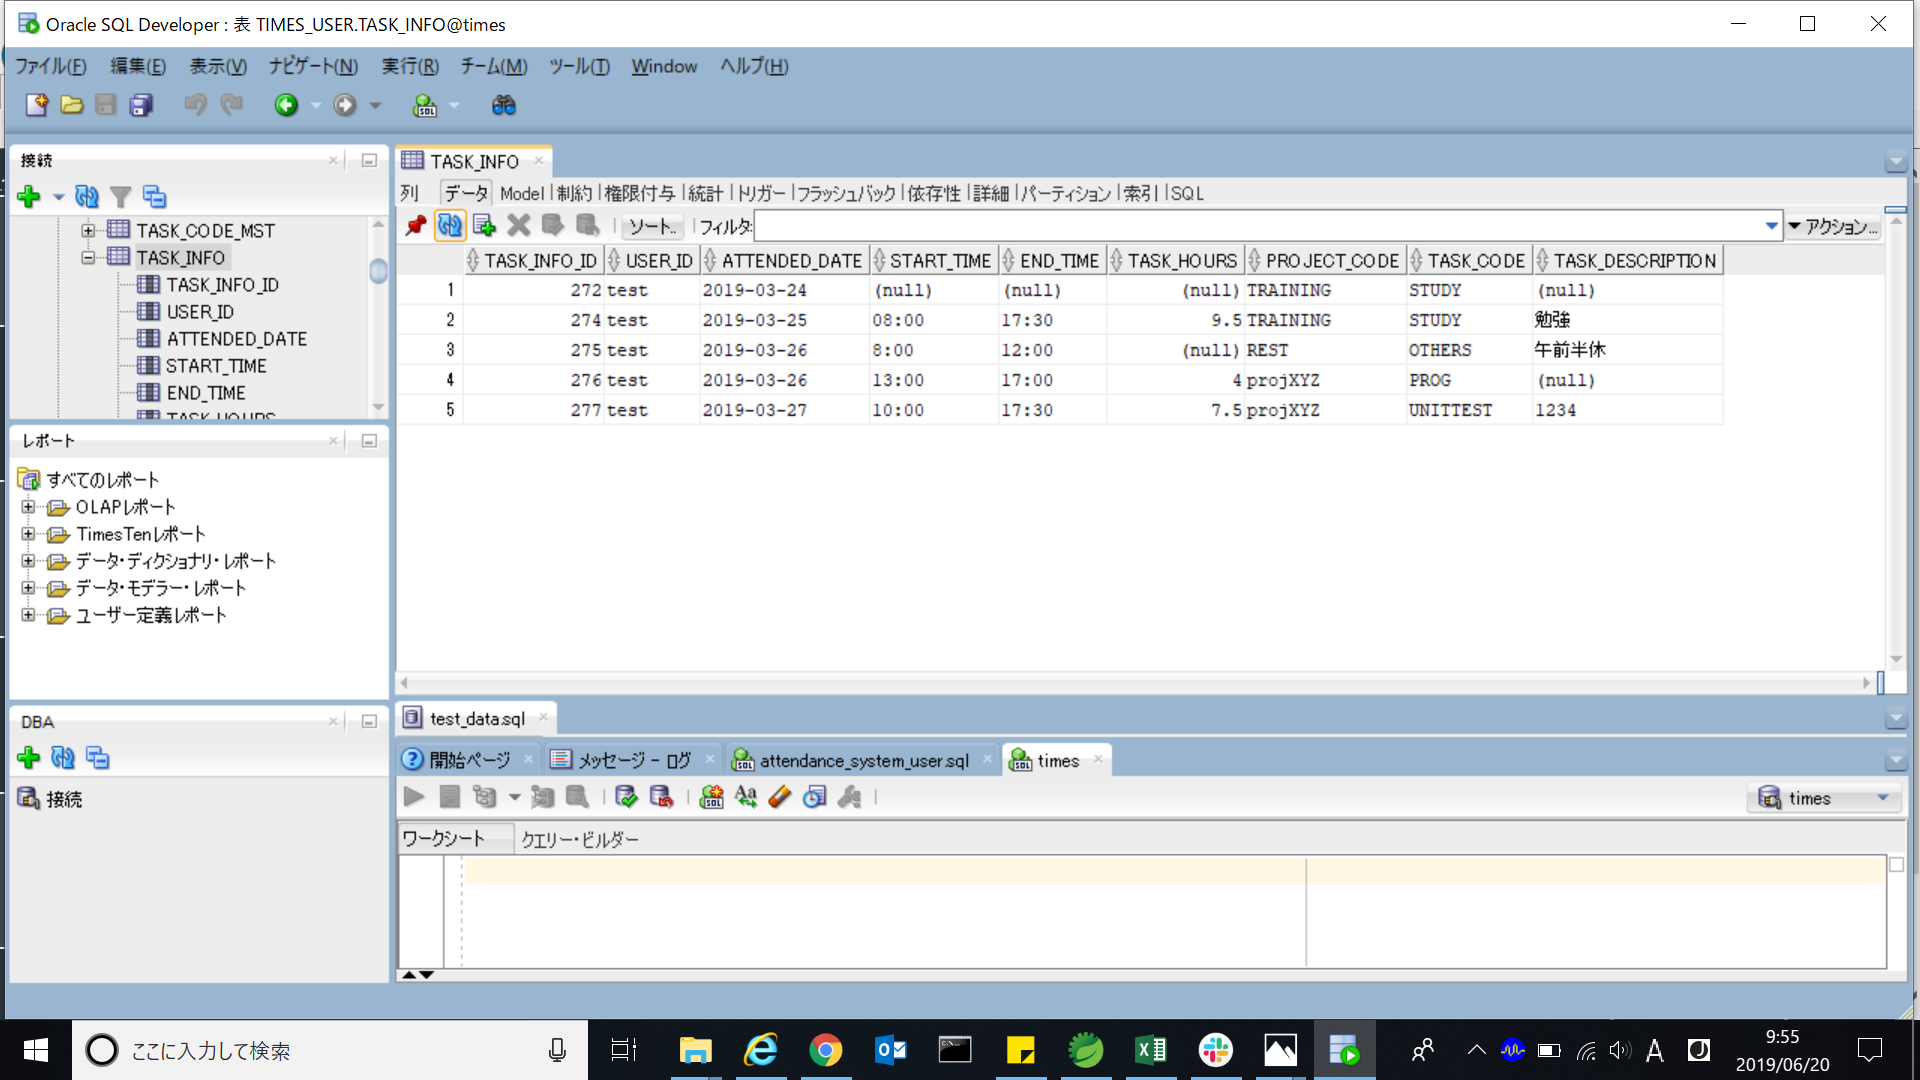 Oracle SQL Developer : 表 TIMES_USER.TASK_INFO@times
ファイル(F) 編集(E) 表示(V) ナビゲート(N) 実行(R) チーム(M) ツール(T) Window ヘルプ(H)
接続
TASK_CODE_MST
TASK_INFO
TASK_INFO_ID
USER_ID
ATTENDED_DATE
START_TIME
END_TIME
TASK_HOURS
レポート
すべてのレポート
OLAPレポート
TimesTenレポート
データ・ディクショナリ・レポート
データ・モデラー・レポート
ユーザー定義レポート
DBA
接続
TASK_INFO
列 データ Model 制約 権限付与 統計 トリガー フラッシュバック 依存性 詳細 パーティション 索引 SQL
ソート.. フィルタ: アクション...
TASK_INFO_ID USER_ID ATTENDED_DATE START_TIME END_TIME TASK_HOURS PROJECT_CODE TASK_CODE TASK_DESCRIPTION
1 272 test 2019-03-24 (null) (null) (null) TRAINING STUDY (null)
2 274 test 2019-03-25 08:00 17:30 9.5 TRAINING STUDY 勉強
3 275 test 2019-03-26 8:00 12:00 (null) REST OTHERS 午前半休
4 276 test 2019-03-26 13:00 17:00 4 projXYZ PROG (null)
5 277 test 2019-03-27 10:00 17:30 7.5 projXYZ UNITTEST 1234
test_data.sql
開始ページ メッセージ - ログ attendance_system_user.sql times
times
ワークシート クエリー・ビルダー
ここに入力して検索
A
9:55
2019/06/20